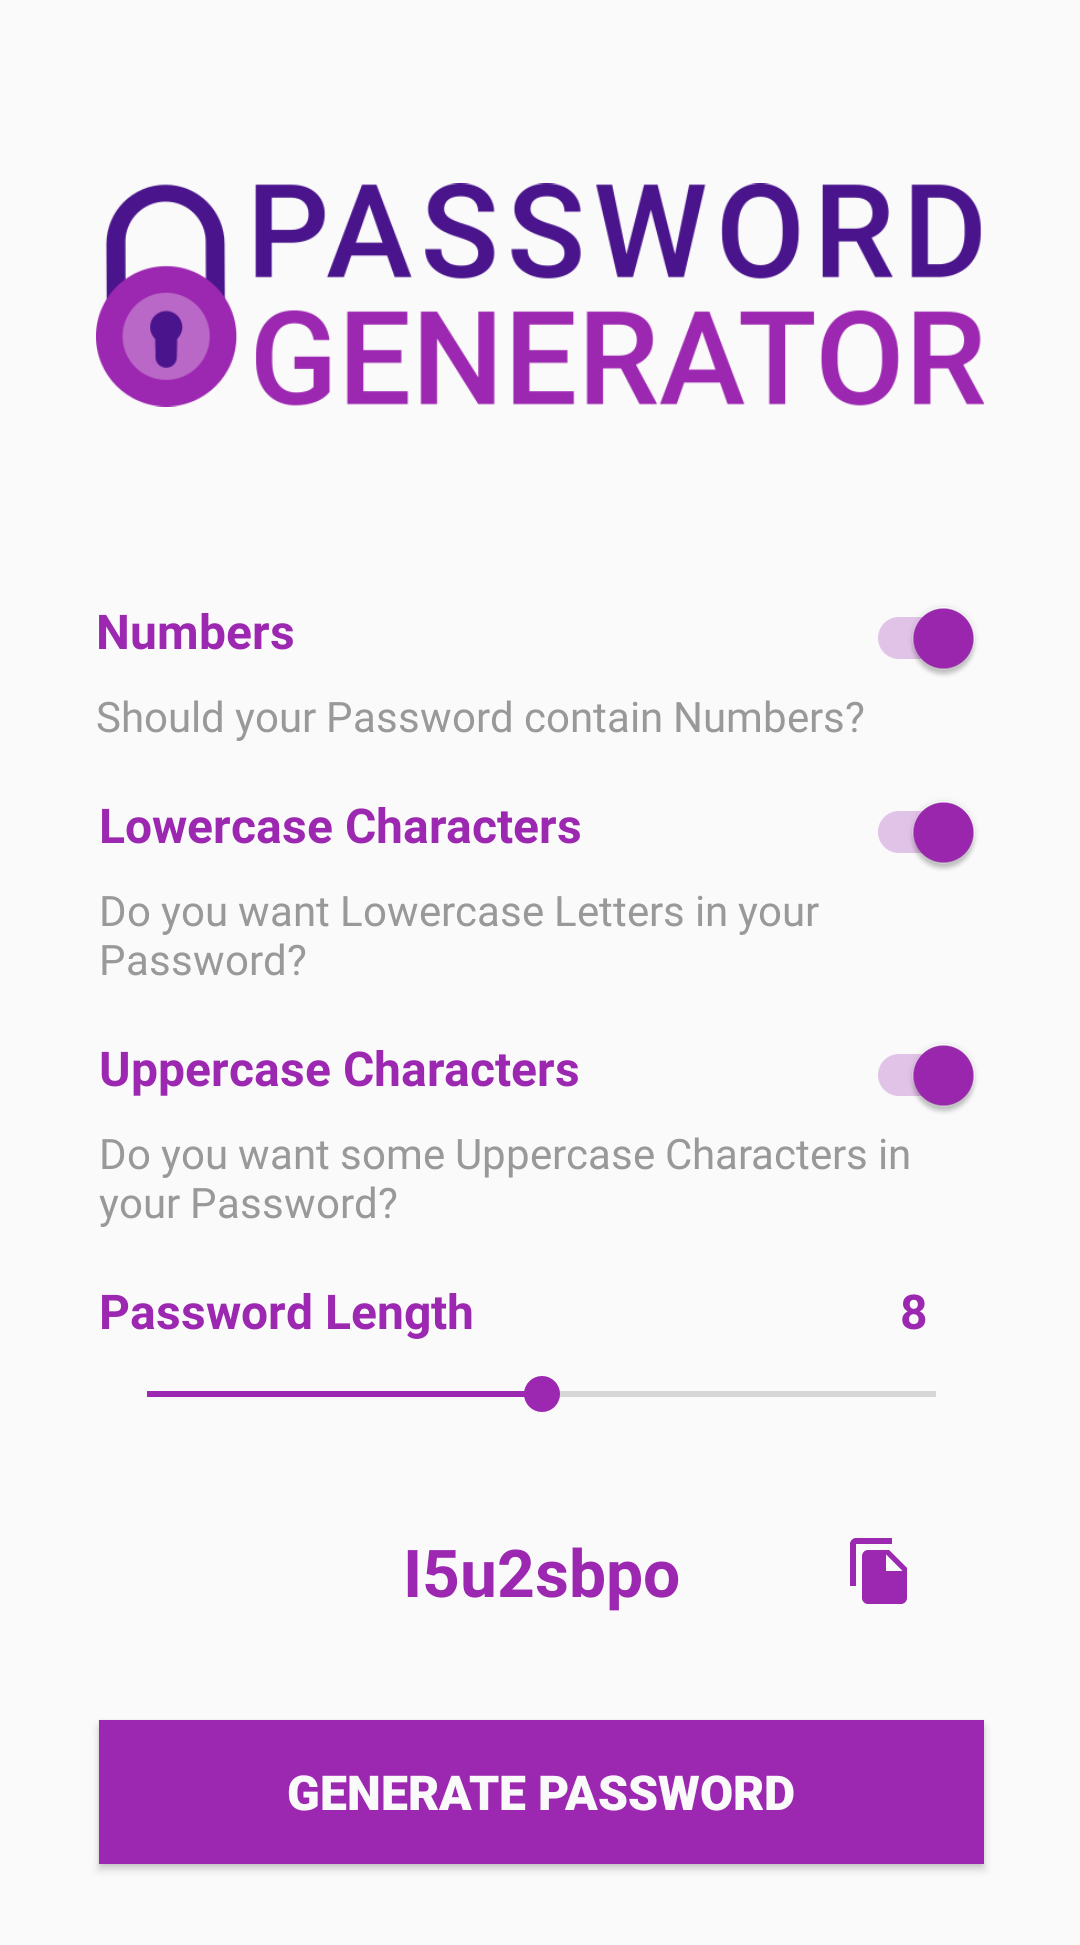 PASSWORD
GENERATOR
Numbers
Should your Password contain Numbers?
Lowercase Characters
Do you want Lowercase Letters in your
Password?
Uppercase Characters
Do you want some Uppercase Characters in
your Password?
Password Length 8
I5u2sbpo
GENERATE PASSWORD